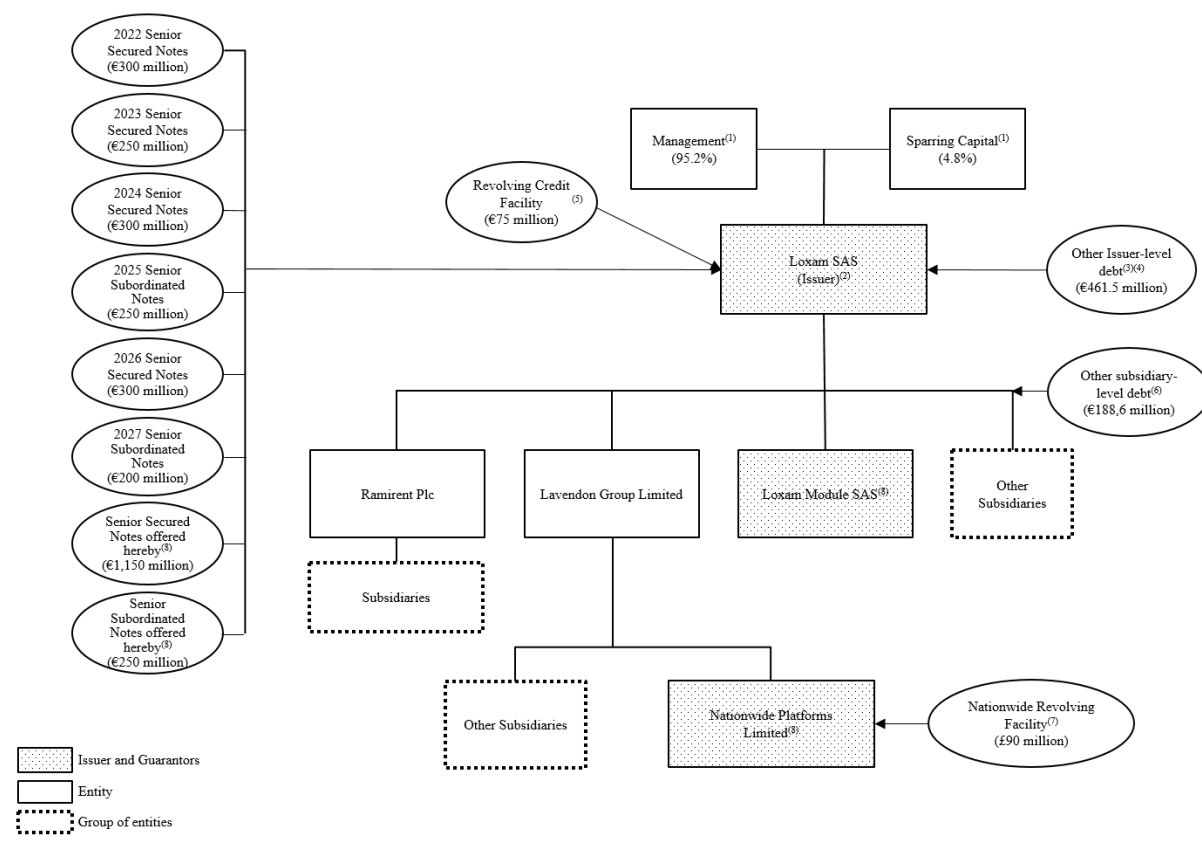 2022 Senior
Secured Notes
(€300 million)
2023 Senior
Secured Notes
(€250 million)
2024 Senior
Secured Notes
(€300 million)
2025 Senior
Subordinated
Notes
(€250 million)
2026 Senior
Secured Notes
(€300 million)
2027 Senior
Subordinated
Notes
(€200 million)
Senior Secured
Notes offered
hereby(8)
(€1,150 million)
Senior
Subordinated
Notes offered
hereby(8)
(€250 million)
Management(1)
(95.2%)
Sparring Capital(1)
(4.8%)
Revolving Credit
Facility (5)
(€75 million)
Loxam SAS
(Issuer)(2)
Other Issuer-level
debt(3)(4)
(€461.5 million)
Other subsidiary-
level debt(6)
(€188,6 million)
Ramirent Plc
Lavendon Group Limited
Loxam Module SAS(8)
Other
Subsidiaries
Subsidiaries
Other Subsidiaries
Nationwide Platforms
Limited(8)
Nationwide Revolving
Facility(7)
(£90 million)
Issuer and Guarantors
Entity
Group of entities